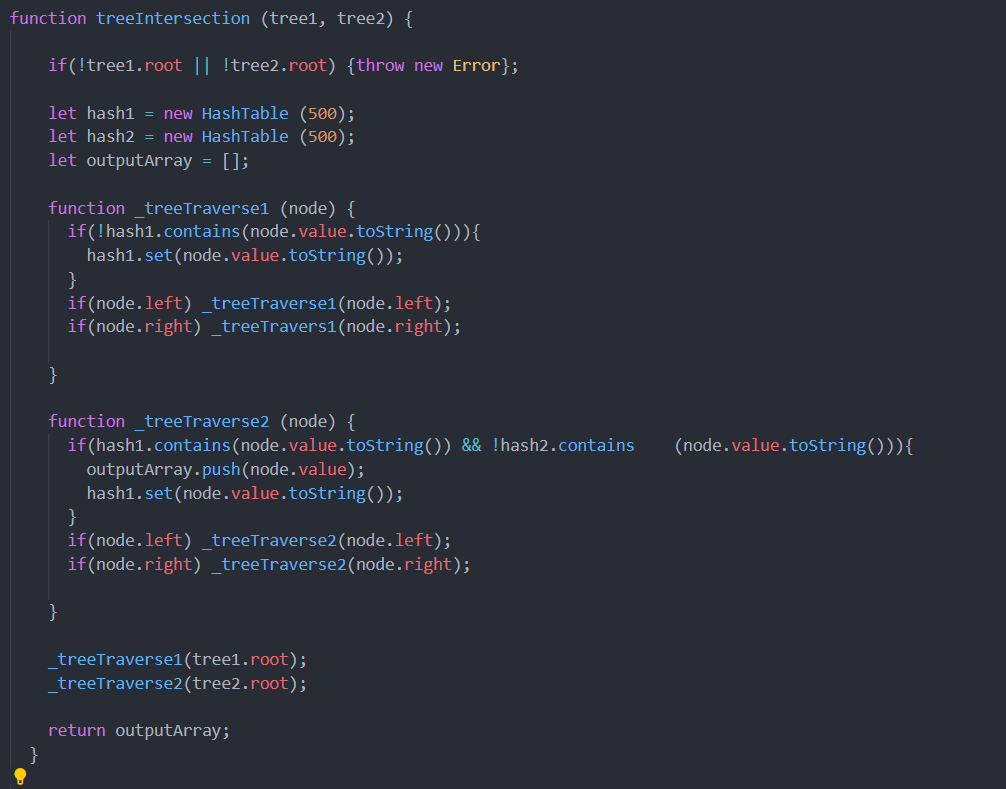 function treeIntersection (tree1, tree2) {
if(!tree1.root || !tree2.root) {throw new Error};
let hash1 = new HashTable (500);
let hash2 = new HashTable (500);
let outputArray = [];
function _treeTraverse1 (node) {
if(!hash1.contains(node.value.toString())){
hash1.set(node.value.toString());
}
if(node.left) _treeTraverse1(node.left);
if(node.right) _treeTravers1(node.right);
}
function _treeTraverse2 (node) {
if(hash1.contains(node.value.toString()) && !hash2.contains    (node.value.toString())){
outputArray.push(node.value);
hash1.set(node.value.toString());
}
if(node.left) _treeTraverse2(node.left);
if(node.right) _treeTraverse2(node.right);
}
_treeTraverse1(tree1.root);
_treeTraverse2(tree2.root);
return outputArray;
}